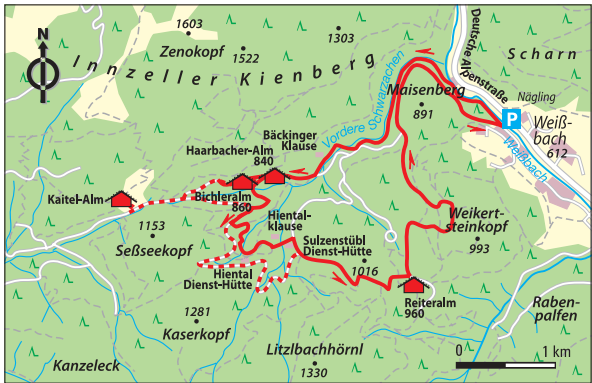 1603
Zenokopf
1522
1303
Innzeller Kienberg
Deutsche Alpenstraße
Scharn
N
Maisenberg
891
Nägling
P
Weiß-
bach
612
Weißbach
Vordere Schwarzachen
Bäckinger
Klause
Haarbacher-Alm
840
Kaitel-Alm
Bichleralm
860
Hiental-
klause
1153
Seßseekopf
Sulzenstübl
Dienst-Hütte
1016
Weikert-
steinkopf
993
Hiental
Dienst-Hütte
Reiteralm
960
Raben-
palfen
1281
Kaserkopf
Litzlbachhörnl
1330
Kanzeleck
0
1 km